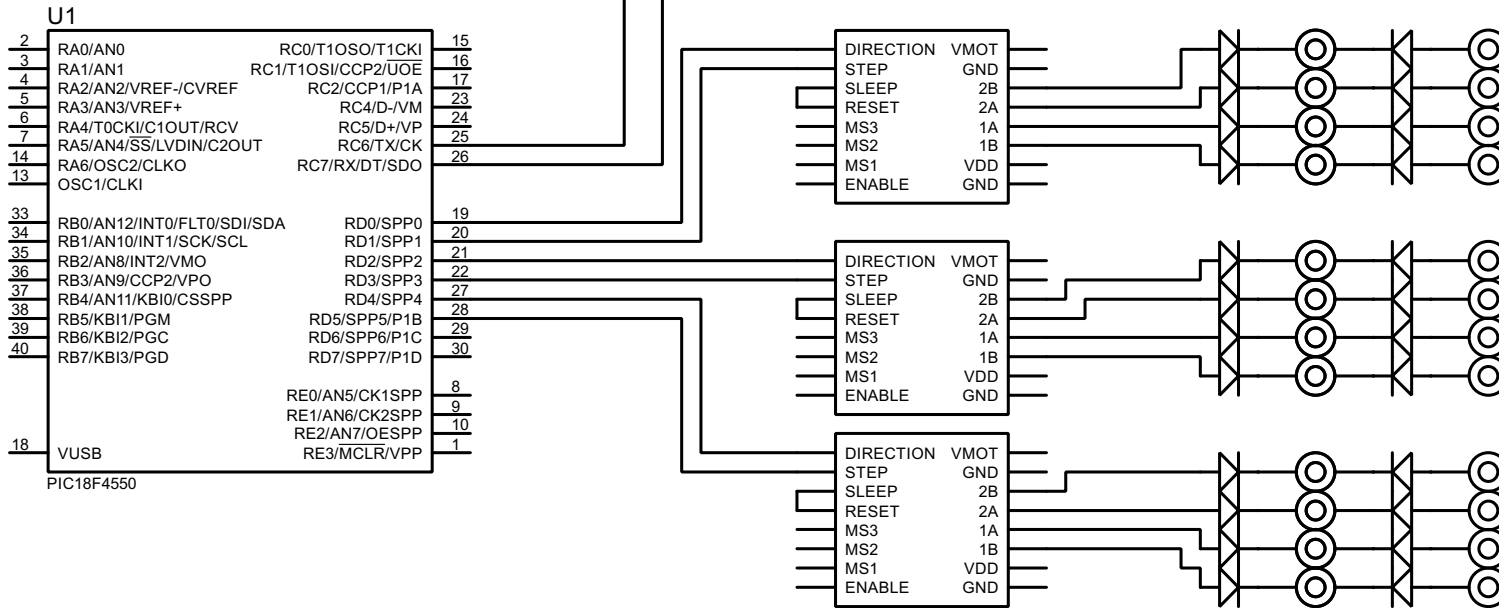 U1
2 RA0/AN0
3 RA1/AN1
4 RA2/AN2/VREF-/CVREF
5 RA3/AN3/VREF+
6 RA4/T0CKI/C1OUT/RCV
7 RA5/AN4/SS/LVDIN/C2OUT
14 RA6/OSC2/CLKO
13 OSC1/CLKI
33 RB0/AN12/INT0/FLT0/SDI/SDA
34 RB1/AN10/INT1/SCK/SCL
35 RB2/AN8/INT2/VMO
36 RB3/AN9/CCP2/VPO
37 RB4/AN11/KBI0/CSSPP
38 RB5/KBI1/PGM
39 RB6/KBI2/PGC
40 RB7/KBI3/PGD
18 VUSB
RC0/T1OSO/T1CKI 15
RC1/T1OSI/CCP2/UOE 16
RC2/CCP1/P1A 17
RC4/D-/VM 23
RC5/D+/VP 24
RC6/TX/CK 25
RC7/RX/DT/SDO 26
RD0/SPP0 19
RD1/SPP1 20
RD2/SPP2 21
RD3/SPP3 22
RD4/SPP4 27
RD5/SPP5/P1B 28
RD6/SPP6/P1C 29
RD7/SPP7/P1D 30
RE0/AN5/CK1SPP 8
RE1/AN6/CK2SPP 9
RE2/AN7/OESPP 10
RE3/MCLR/VPP 1
PIC18F4550
DIRECTION VMOT
STEP GND
SLEEP 2B
RESET 2A
MS3 1A
MS2 1B
MS1 VDD
ENABLE GND
DIRECTION VMOT
STEP GND
SLEEP 2B
RESET 2A
MS3 1A
MS2 1B
MS1 VDD
ENABLE GND
DIRECTION VMOT
STEP GND
SLEEP 2B
RESET 2A
MS3 1A
MS2 1B
MS1 VDD
ENABLE GND